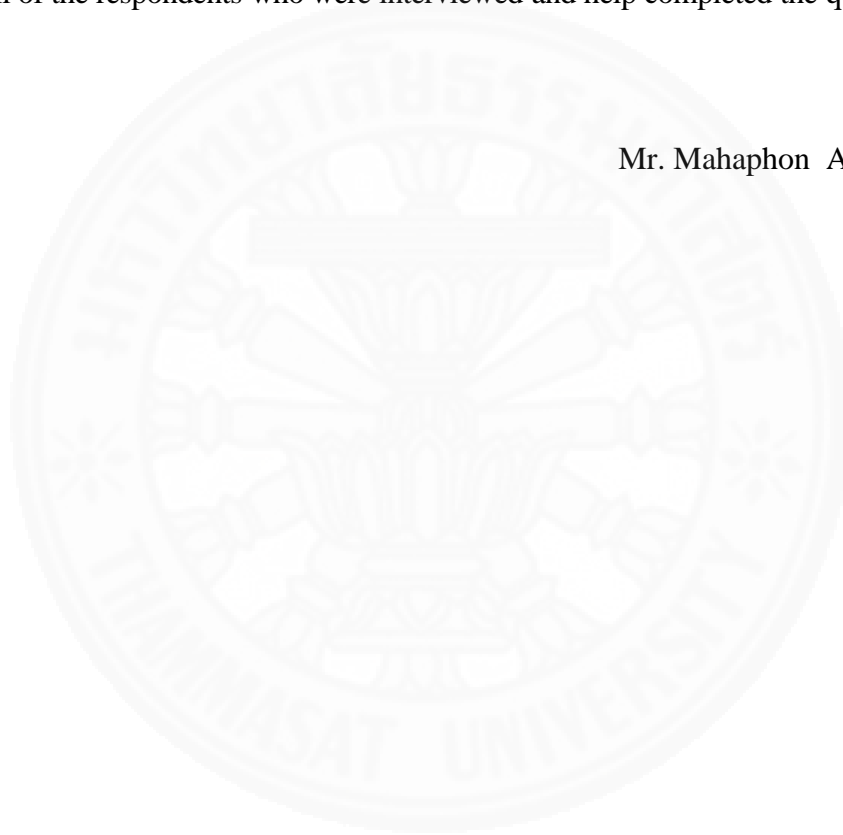 of the respondents who were interviewed and help completed the
Mr. Mahaphon A
มหาวิทยาลัยธรรมศาสตร์
THAMMASAT UNIVERSITY